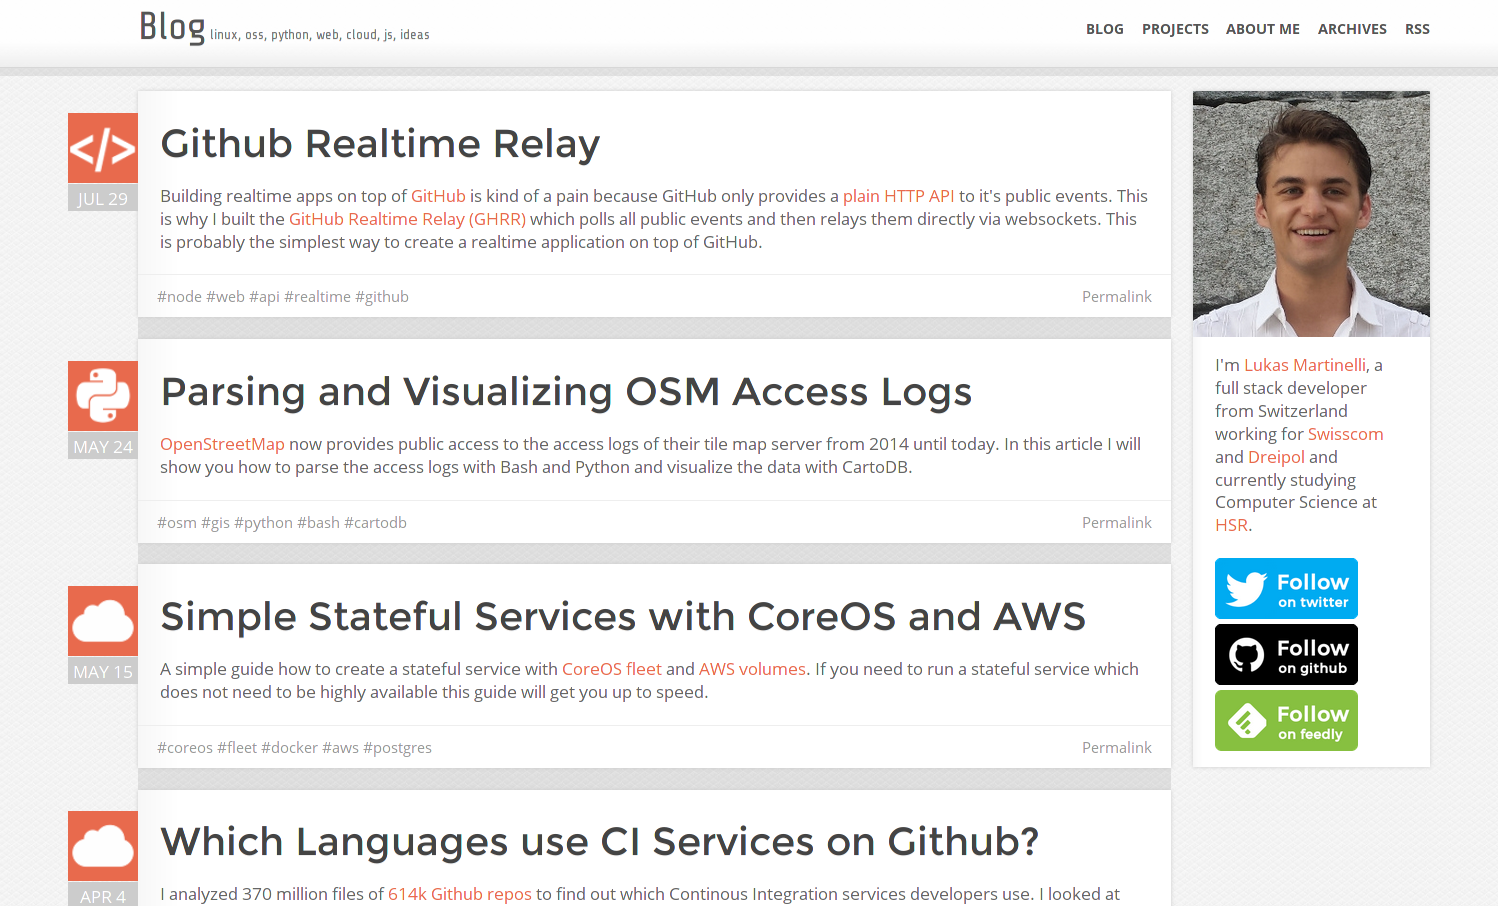 Blog linux, oss, python, web, cloud, js, ideas
BLOG PROJECTS ABOUT ME ARCHIVES RSS
</>
JUL 29
Github Realtime Relay
Building realtime apps on top of GitHub is kind of a pain because GitHub only provides a plain HTTP API to it's public events. This
is why I built the GitHub Realtime Relay (GHRR) which polls all public events and then relays them directly via websockets. This
is probably the simplest way to create a realtime application on top of GitHub.
#node #web #api #realtime #github Permalink
MAY 24
Parsing and Visualizing OSM Access Logs
OpenStreetMap now provides public access to the access logs of their tile map server from 2014 until today. In this article I will
show you how to parse the access logs with Bash and Python and visualize the data with CartoDB.
#osm #gis #python #bash #cartodb Permalink
MAY 15
Simple Stateful Services with CoreOS and AWS
A simple guide how to create a stateful service with CoreOS fleet and AWS volumes. If you need to run a stateful service which
does not need to be highly available this guide will get you up to speed.
#coreos #fleet #docker #aws #postgres Permalink
APR 4
Which Languages use CI Services on Github?
I analyzed 370 million files of 614k Github repos to find out which Continous Integration services developers use. I looked at
I'm Lukas Martinelli, a
full stack developer
from Switzerland
working for Swisscom
and Dreipol and
currently studying
Computer Science at
HSR.
Follow
on twitter
Follow
on github
Follow
on feedly